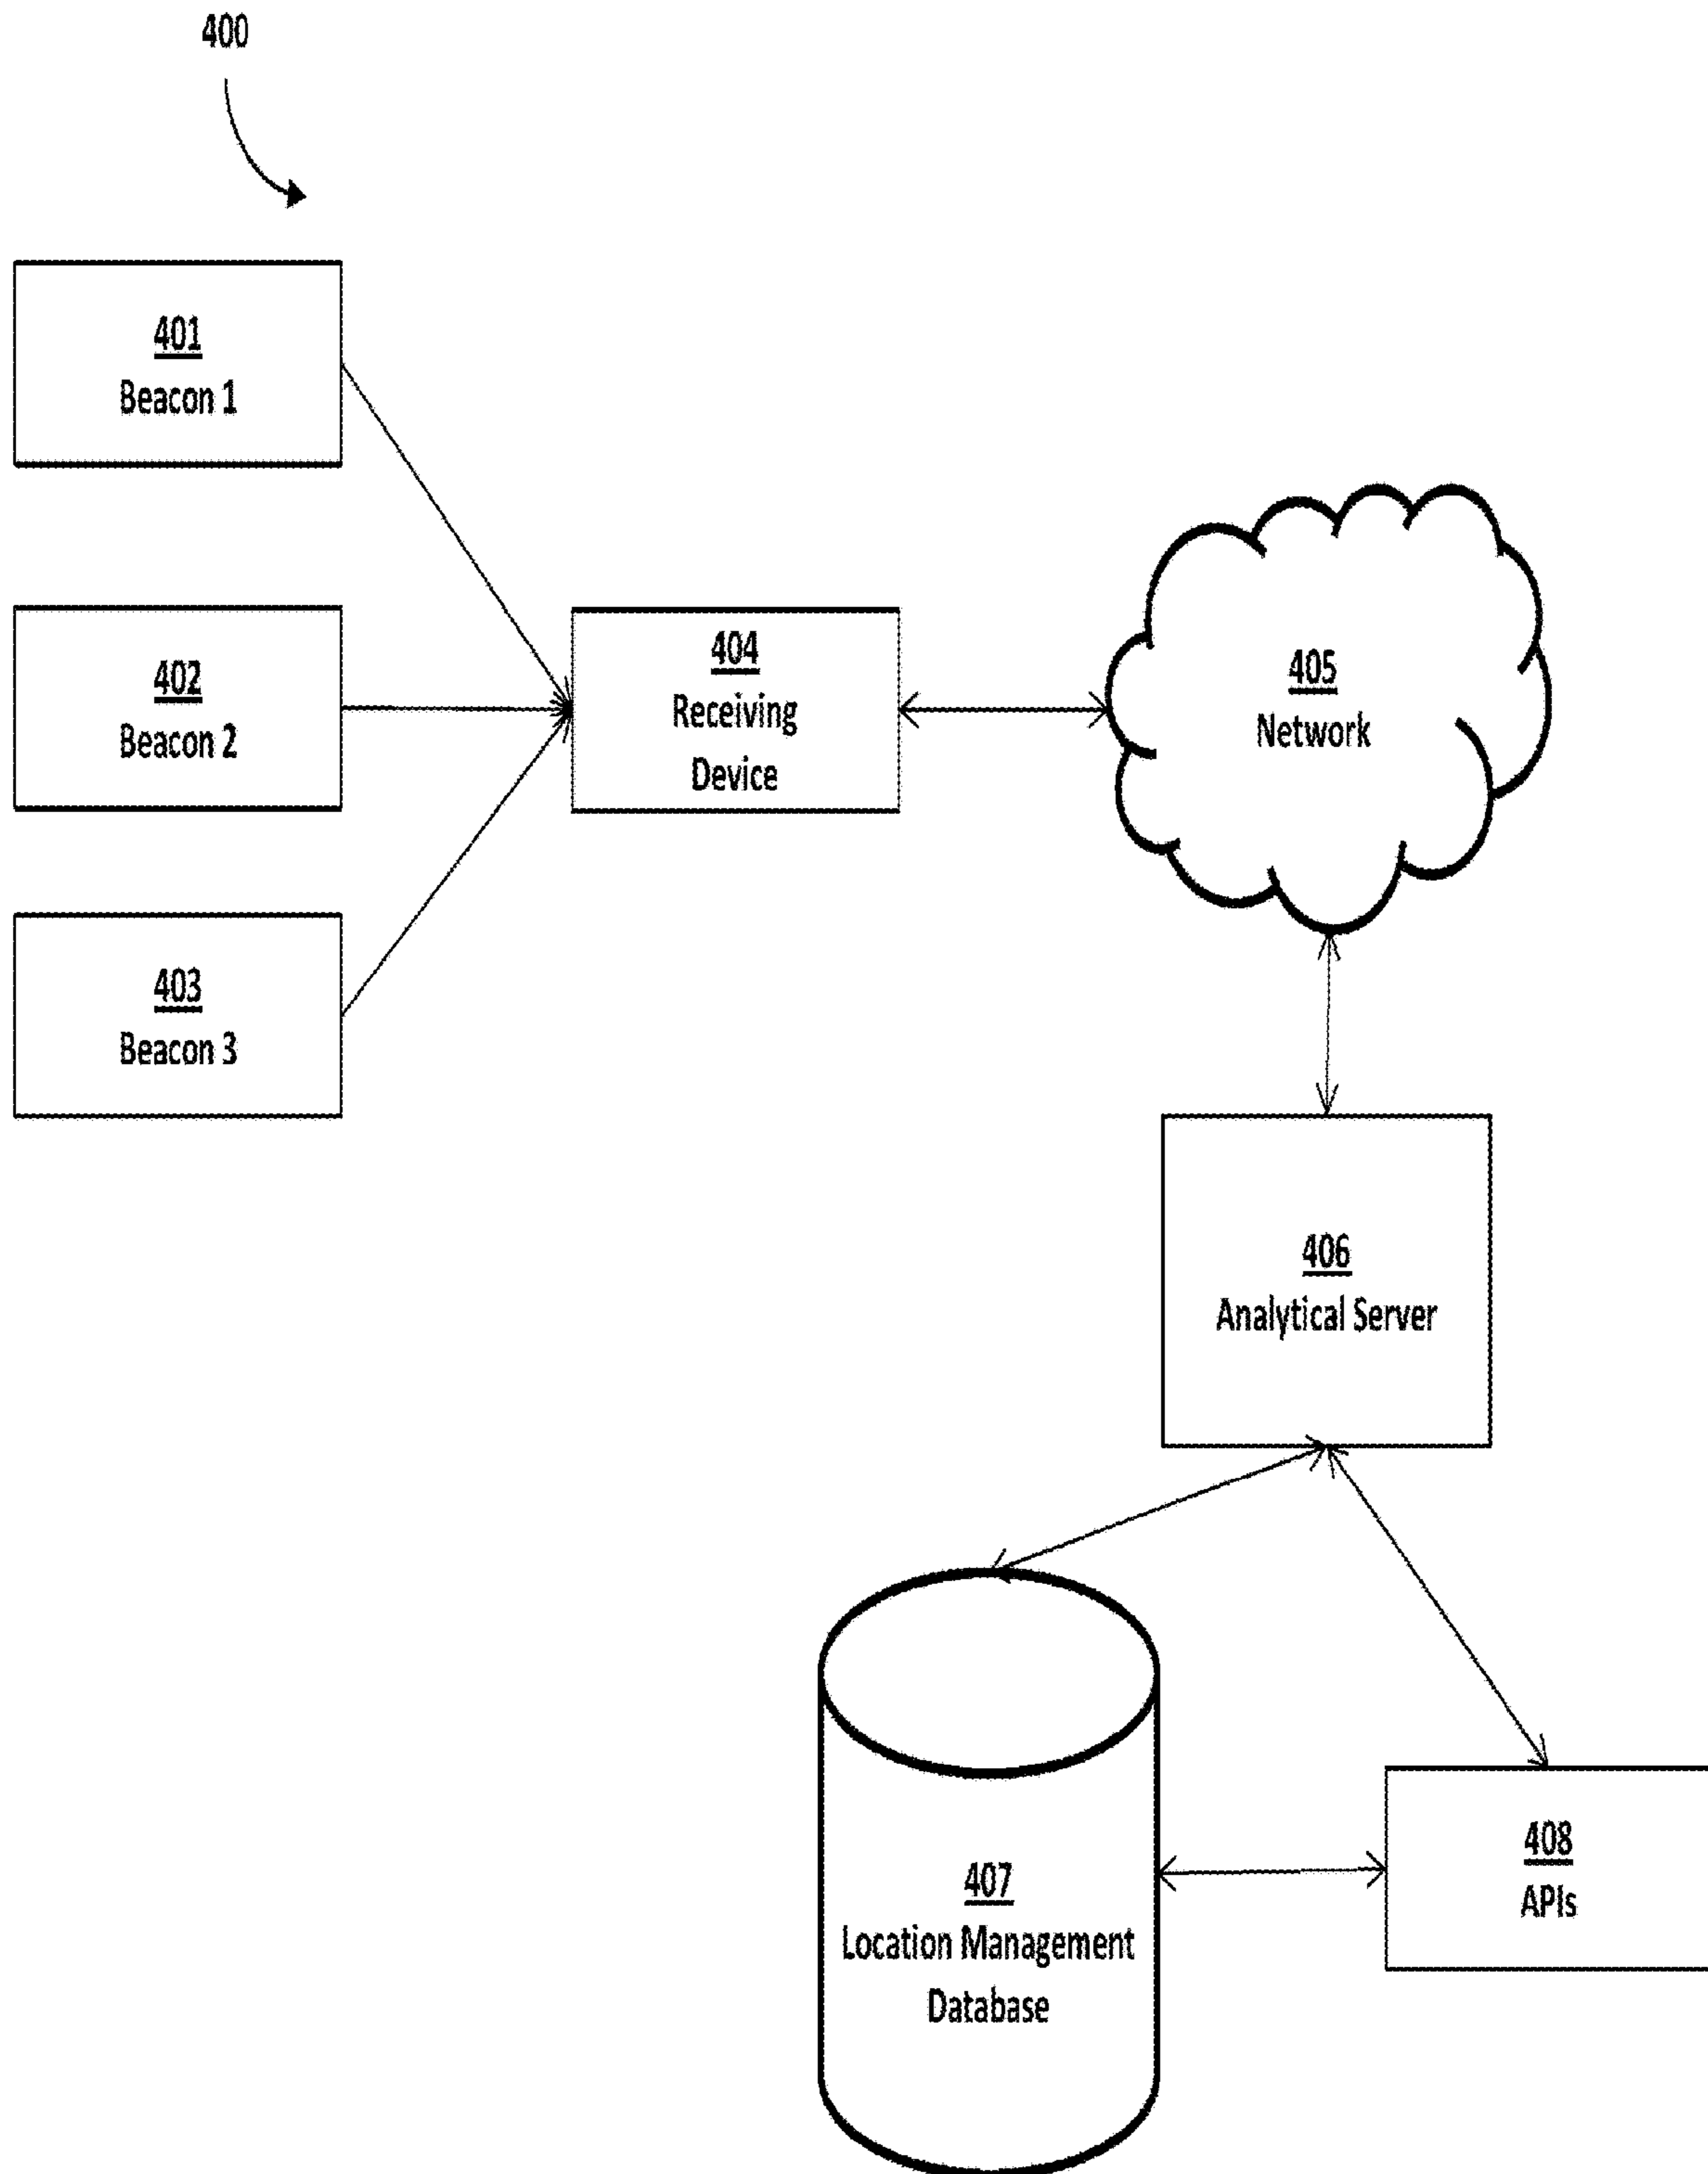 400
401
Beacon 1
402
Beacon 2
403
Beacon 3
404
Receiving
Device
405
Network
406
Analytical Server
407
Location Management
Database
408
APIs